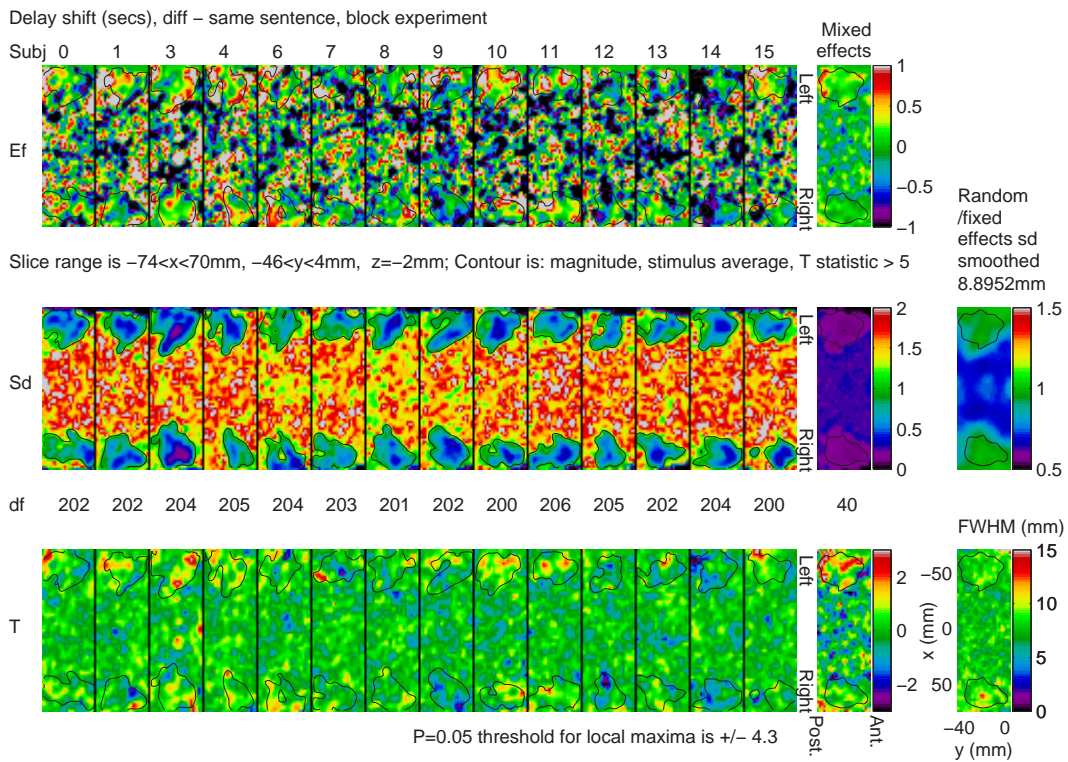 Delay shift (secs), diff − same sentence, block experiment
Subj 0 1 3 4 6 7 8 9 10 11 12 13 14 15
Mixed
effects
Ef
Left
Right
1
0.5
0
−0.5
−1
Random
/fixed
effects sd
smoothed
8.8952mm
Slice range is −74<x<70mm, −46<y<4mm, z=−2mm; Contour is: magnitude, stimulus average, T statistic > 5
Sd
Left
Right
2
1.5
1
0.5
0
1.5
1
0.5
df 202 202 204 205 204 203 201 202 200 206 205 202 204 200 40
FWHM (mm)
T
Left
Right
2
0
−2
x (mm)
−50
0
50
15
10
5
0
Post.
Ant.
−40 0
y (mm)
P=0.05 threshold for local maxima is +/− 4.3